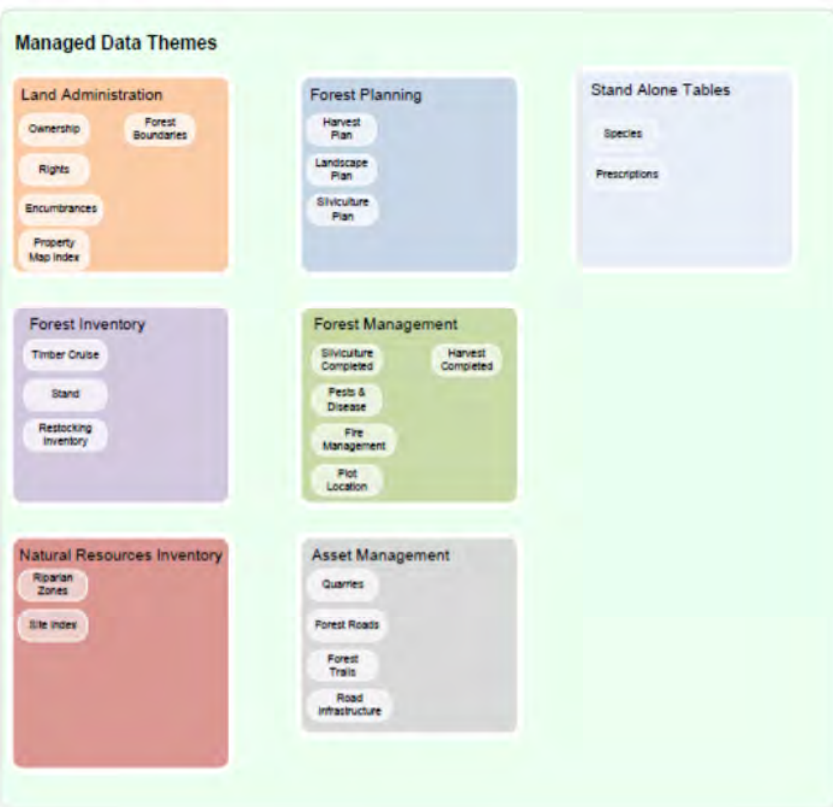 Managed Data Themes
Land Administration
Ownership
Forest
Boundaries
Rights
Encumbrances
Property
Map Index
Forest Planning
Harvest
Plan
Landscape
Plan
Silviculture
Plan
Stand Alone Tables
Species
Prescriptions
Forest Inventory
Timber Cruise
Stand
Restocking
Inventory
Forest Management
Silviculture
Completed
Harvest
Completed
Pests &
Disease
Fire
Management
Plot
Location
Natural Resources Inventory
Riparian
Zones
Site Index
Asset Management
Quarries
Forest Roads
Forest
Trails
Road
Infrastructure